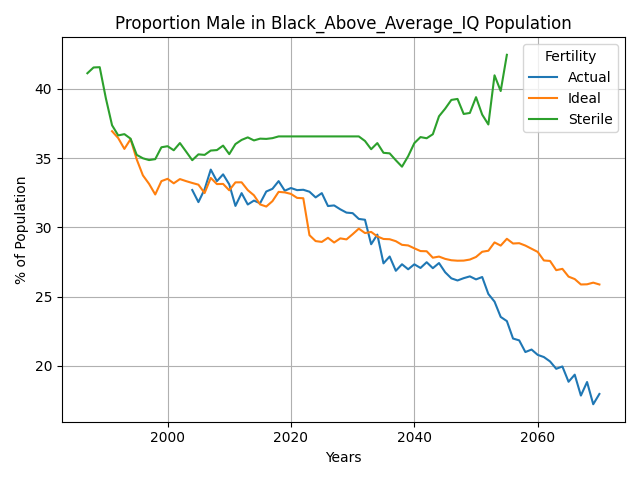 Proportion Male in Black_Above_Average_IQ Population
Fertility
Actual
Ideal
Sterile
% of Population
40
35
30
25
20
2000
2020
2040
2060
Years